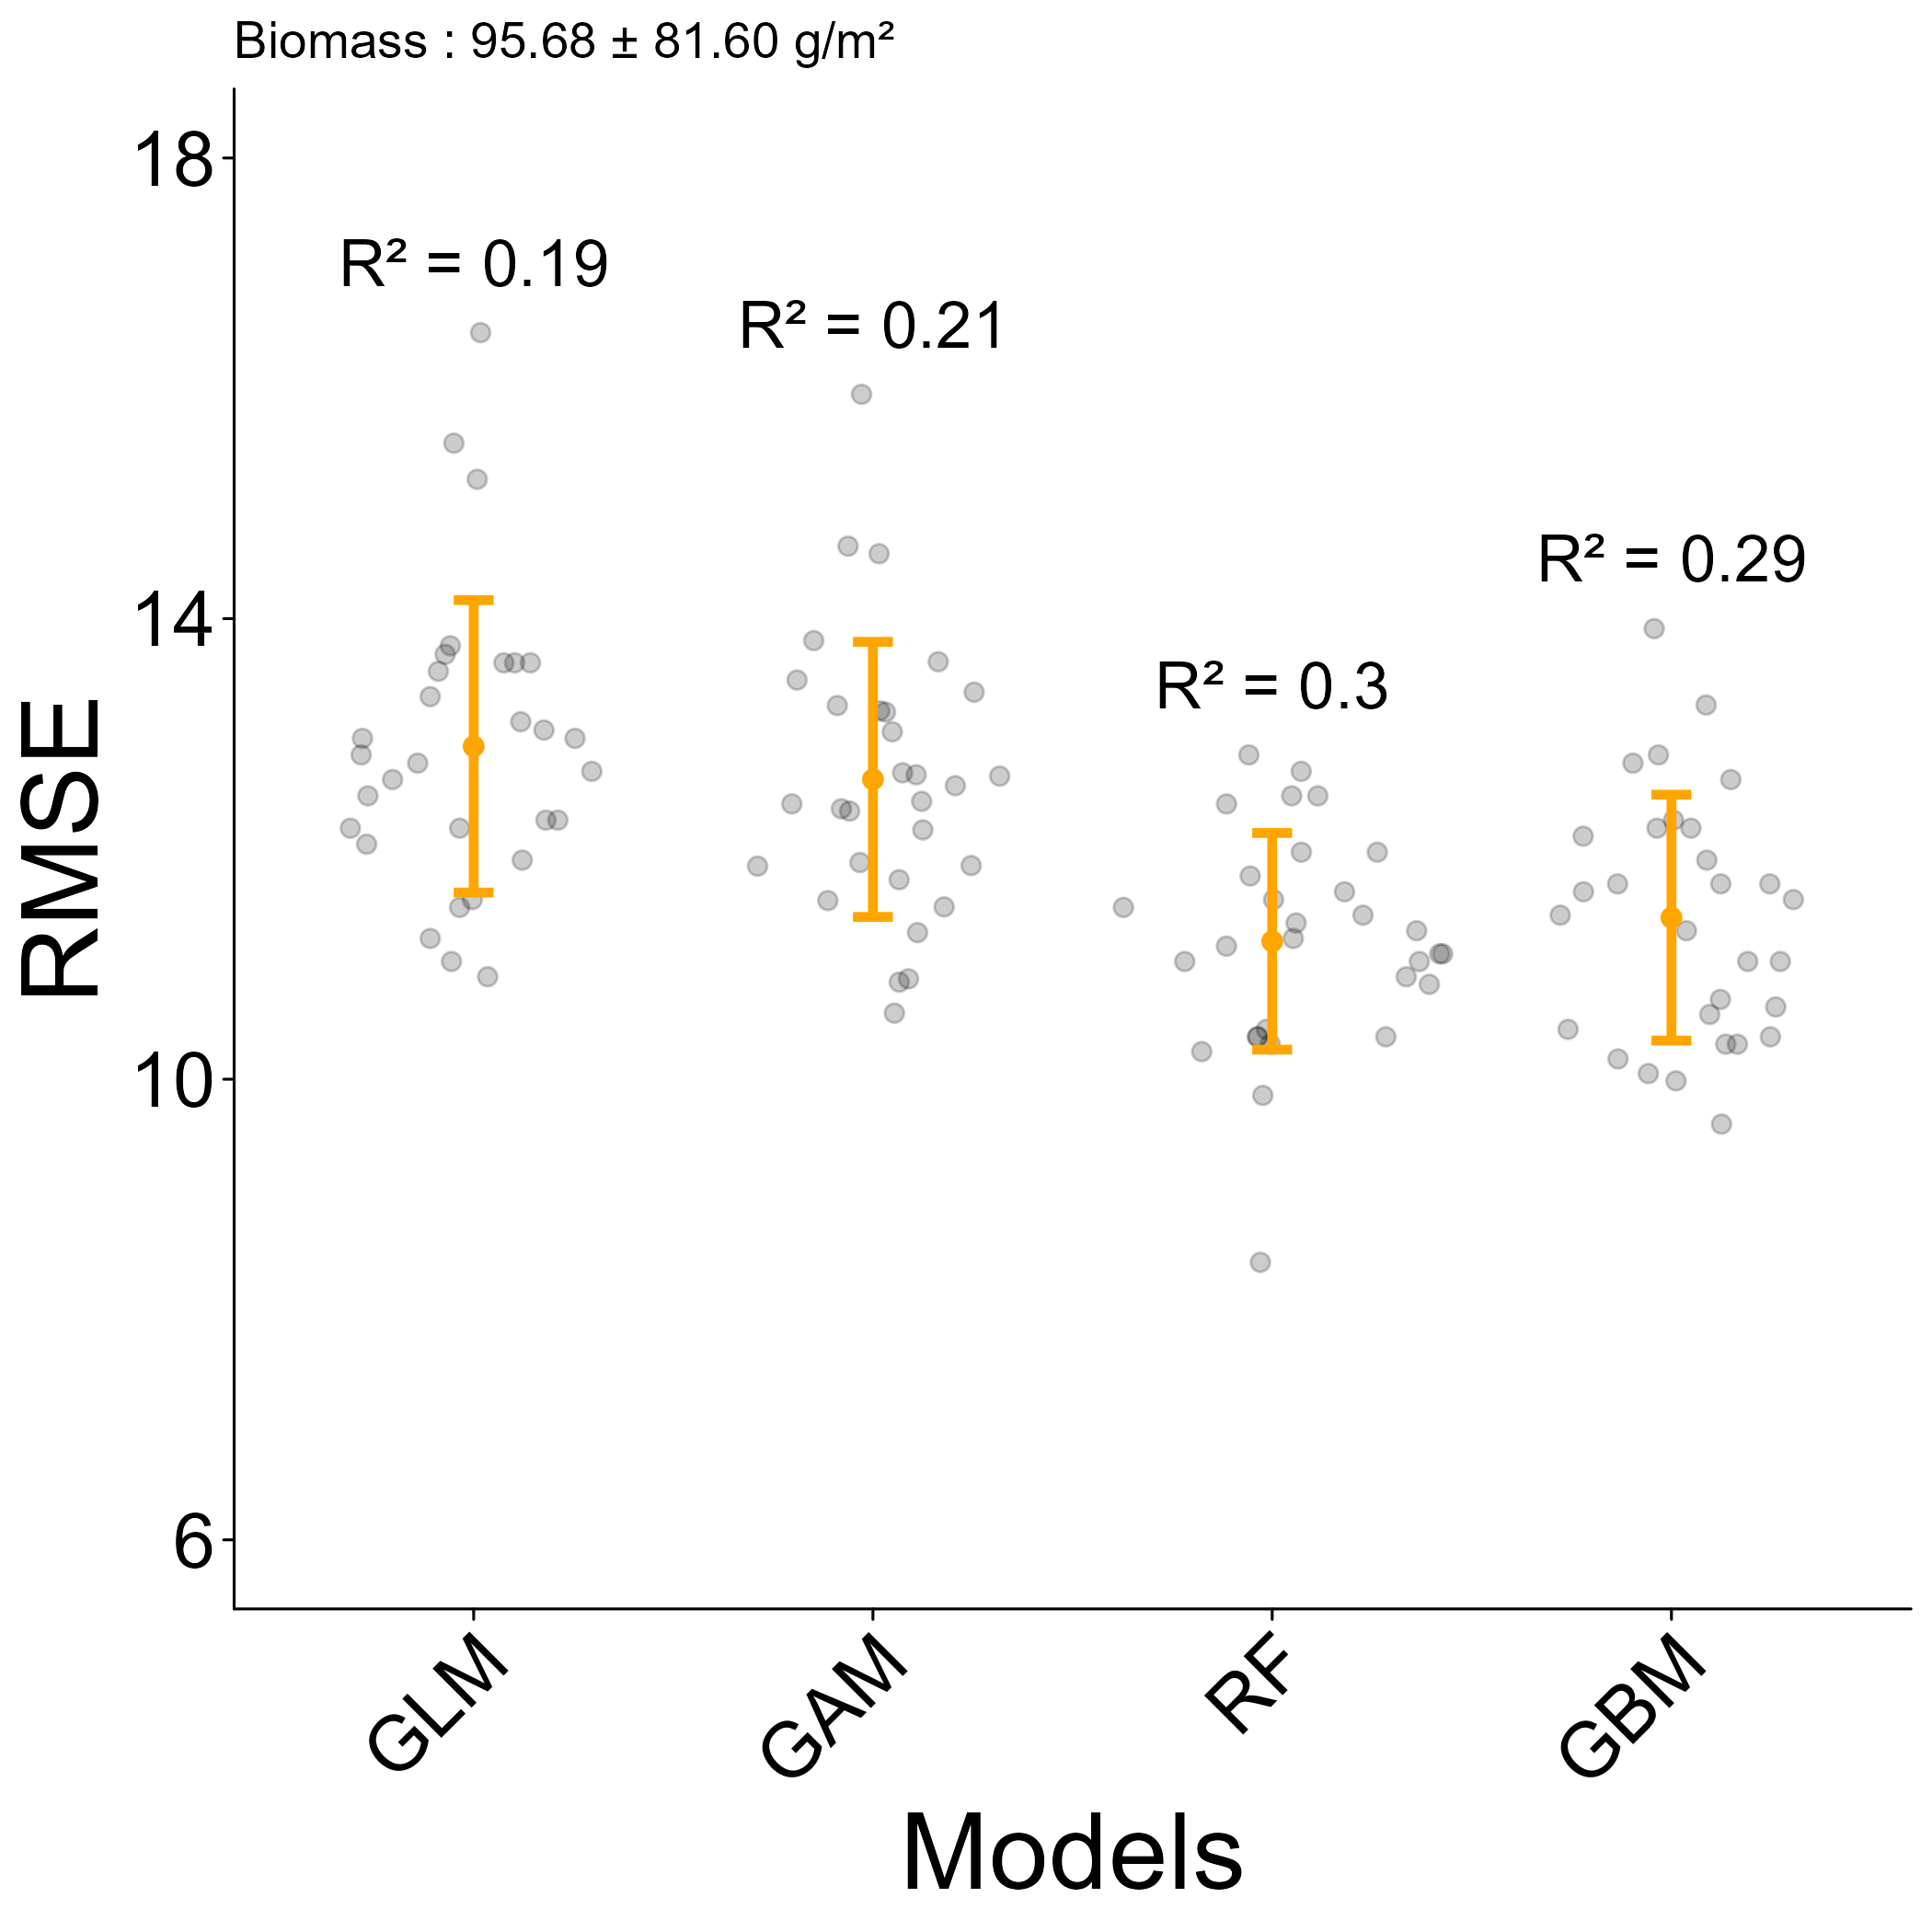 Biomass : 95.68 ± 81.60 g/m²
18
R² = 0.19
R² = 0.21
R² = 0.29
14
R² = 0.3
RMSE
10
6
GLM
GAM
RF
GBM
Models